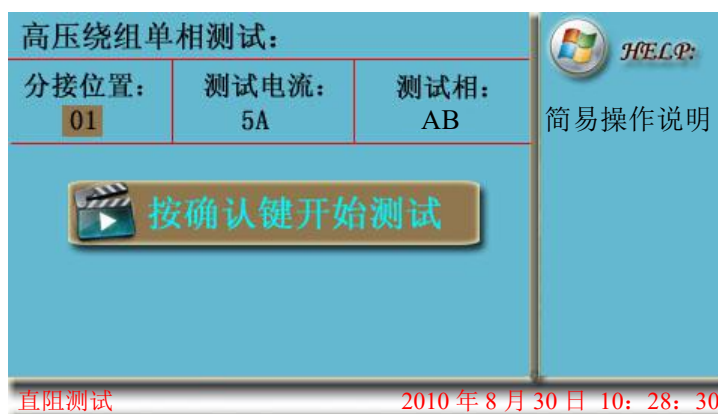 高压绕组单相测试：
分接位置： 测试电流： 测试相：
01 5A AB
按确认键开始测试
HELP:
简易操作说明
直阻测试 2010 年 8 月 30 日 10：28：30